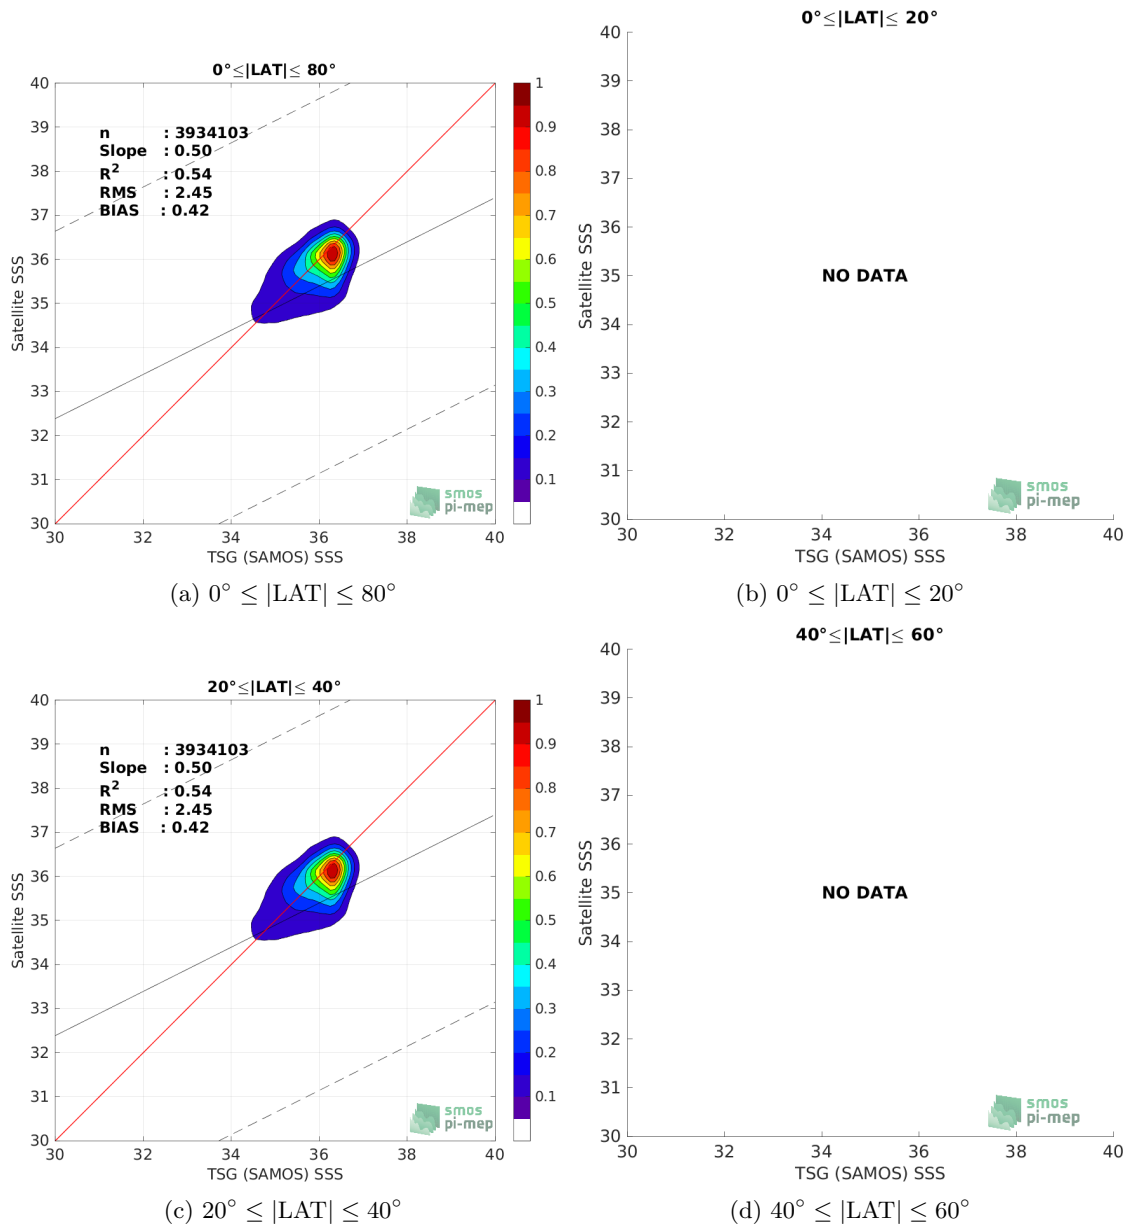 0°≤|LAT|≤ 80°
40
39
38
37
36
35
34
33
32
31
30
Satellite SSS
n : 3934103
Slope : 0.50
R2 : 0.54
RMS : 2.45
BIAS : 0.42
smos
pi-mep
30 32 34 36 38 40
TSG (SAMOS) SSS
1
0.9
0.8
0.7
0.6
0.5
0.4
0.3
0.2
0.1
(a) 0° ≤ |LAT| ≤ 80°
0°≤|LAT|≤ 20°
40
39
38
37
36
35
34
33
32
31
30
Satellite SSS
NO DATA
smos
pi-mep
30 32 34 36 38 40
TSG (SAMOS) SSS
(b) 0° ≤ |LAT| ≤ 20°
20°≤|LAT|≤ 40°
40
39
38
37
36
35
34
33
32
31
30
Satellite SSS
n : 3934103
Slope : 0.50
R2 : 0.54
RMS : 2.45
BIAS : 0.42
smos
pi-mep
30 32 34 36 38 40
TSG (SAMOS) SSS
1
0.9
0.8
0.7
0.6
0.5
0.4
0.3
0.2
0.1
(c) 20° ≤ |LAT| ≤ 40°
40°≤|LAT|≤ 60°
40
39
38
37
36
35
34
33
32
31
30
Satellite SSS
NO DATA
smos
pi-mep
30 32 34 36 38 40
TSG (SAMOS) SSS
(d) 40° ≤ |LAT| ≤ 60°